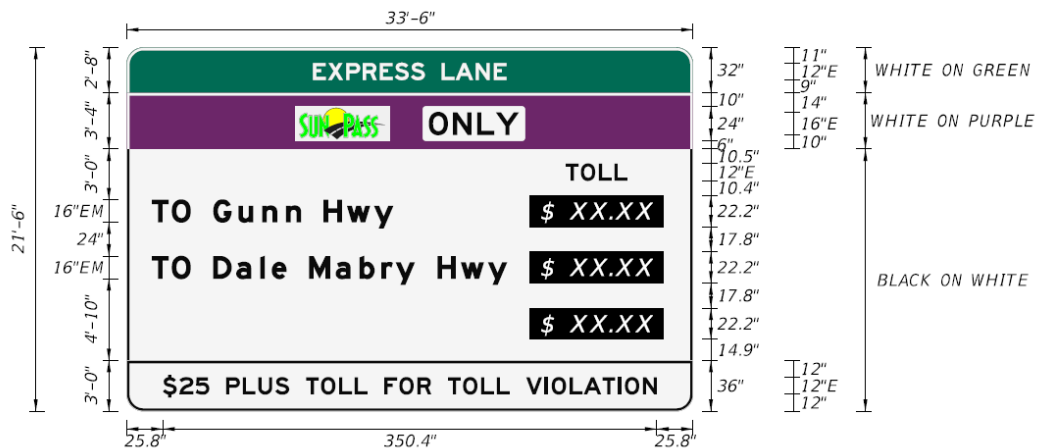 33'-6"
2'-8"
EXPRESS LANE
32"
11"
12"E
9"
WHITE ON GREEN
3'-4"
SUNPASS
ONLY
10"
24"
6"
14"
16"E
10"
WHITE ON PURPLE
21'-6"
3'-0"
TOLL
10.5"
12"E
10.4"
16"EM
TO Gunn Hwy
$ XX.XX
22.2"
24"
17.8"
16"EM
TO Dale Mabry Hwy
$ XX.XX
22.2"
BLACK ON WHITE
17.8"
4'-10"
$ XX.XX
22.2"
14.9"
3'-0"
$25 PLUS TOLL FOR TOLL VIOLATION
36"
12"
12"E
12"
25.8"
350.4"
25.8"